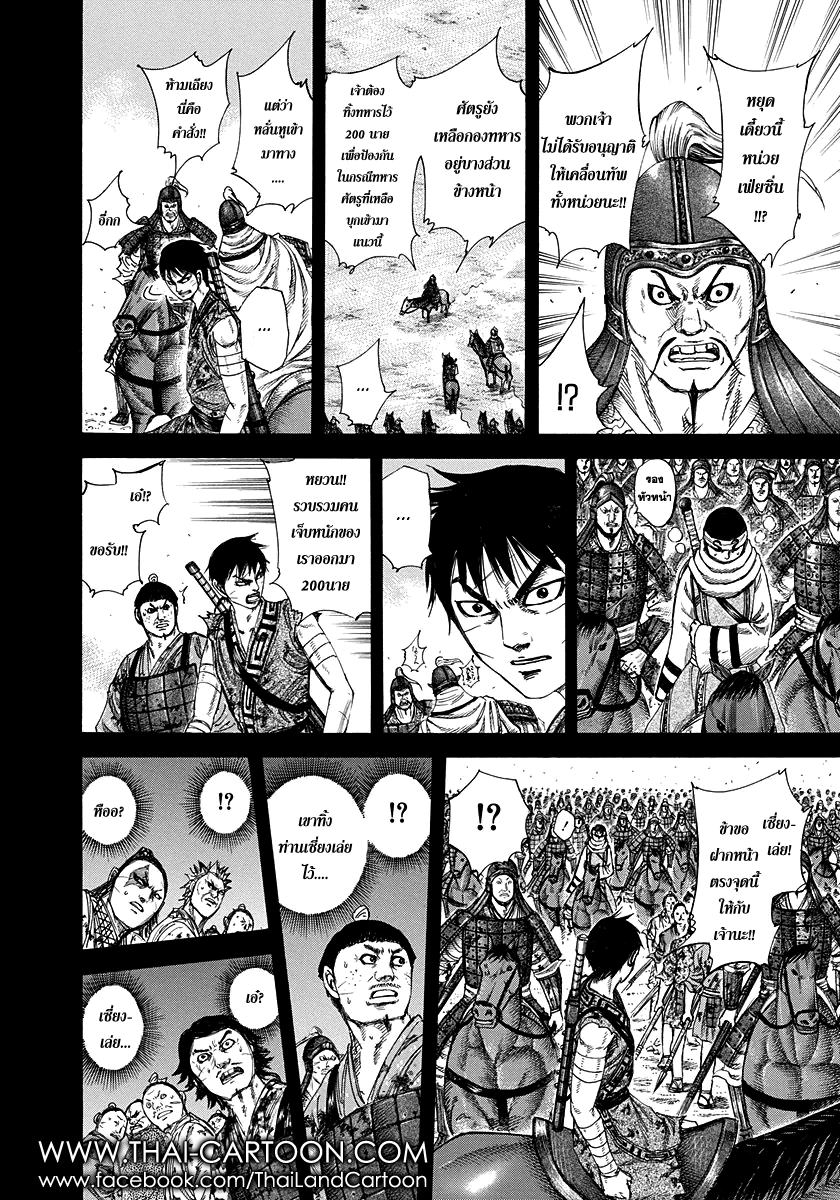 หยุด
เดี๋ยวนี้
หน่วย
เฟ่ยซิ่น
!!?
พวกเจ้า
ไม่ได้รับอนุญาติ
ให้เคลื่อนทัพ
ทั้งหน่วยนะ!!
!?
ศัตรูยัง
เหลือกองทหาร
อยู่บางส่วน
ข้างหน้า
เจ้าต้อง
ทิ้งทหารไว้
200 นาย
เพื่อป้องกัน
ในกรณีทหาร
ศัตรูที่เหลือ
บุกเข้ามา
แนวนี้
...
แต่ว่า
ทสั่นทูเข้า
มาทาง
....
ห้ามเถียง
นี่คือ
คำสั่ง!!
อึ่กก
...
รอง
หัวหน้า
...
หยวน!!
รวบรวมคน
เจ็บหนักของ
เราออกมา
200นาย
เอ๋!?
ขอรับ!!
เซี่ยง-
เล่ย!
ข้าขอ
ฝากหน้า
ตรงจุดนี้
ให้กับ
เจ้านะ!!
!
!?
!?
เขาทิ้ง
ท่านเซี่ยงเล่ย
ไว้....
!?
หืออ?
เอ๋?
เซี่ยง-
เล่ย...
WWW.THAI-CARTOON.COM
www.facebook.com/ThaiLandCartoon